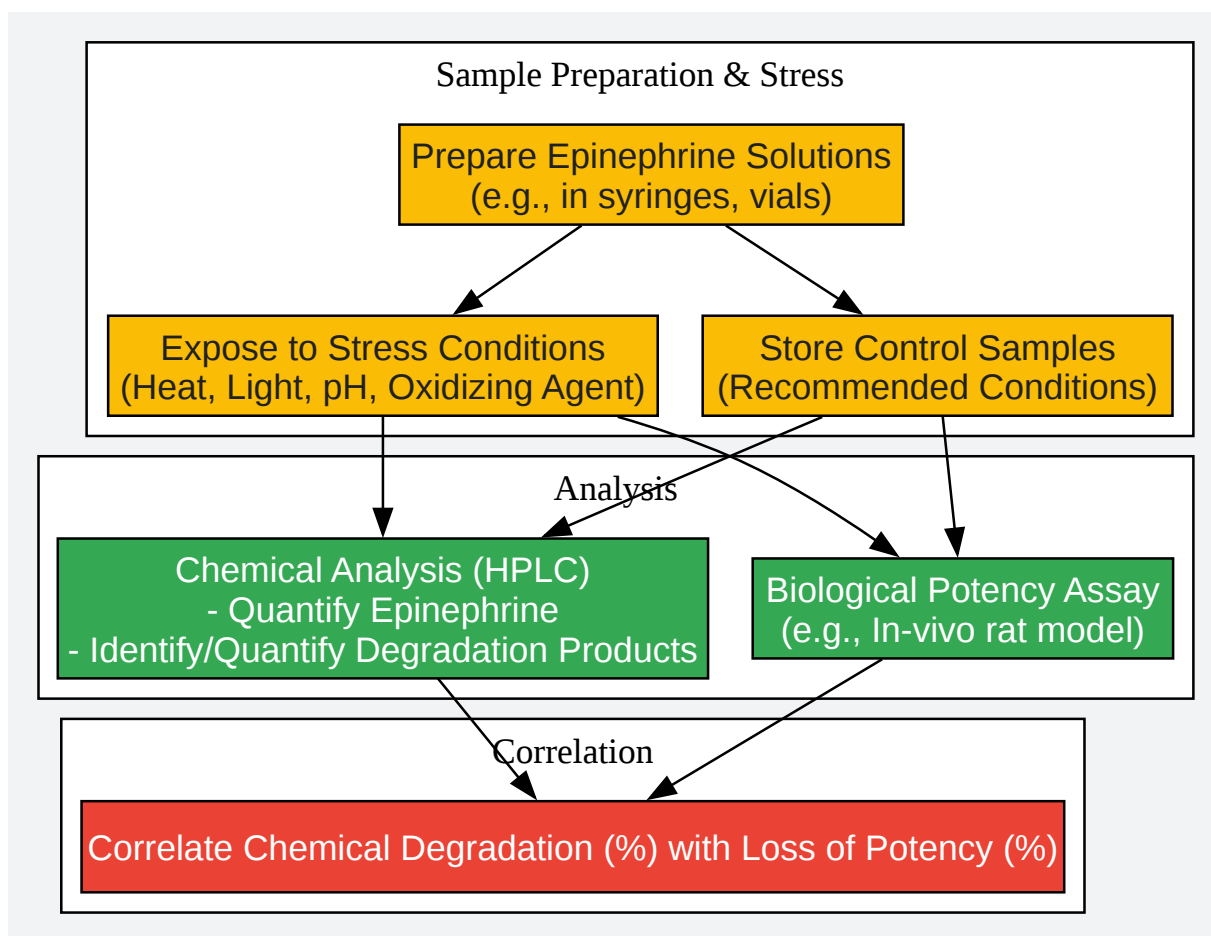 Sample Preparation & Stress
Prepare Epinephrine Solutions
(e.g., in syringes, vials)
Expose to Stress Conditions
(Heat, Light, pH, Oxidizing Agent)
Store Control Samples
(Recommended Conditions)
Analysis
Chemical Analysis (HPLC)
- Quantify Epinephrine
- Identify/Quantify Degradation Products
Biological Potency Assay
(e.g., In-vivo rat model)
Correlation
Correlate Chemical Degradation (%) with Loss of Potency (%)